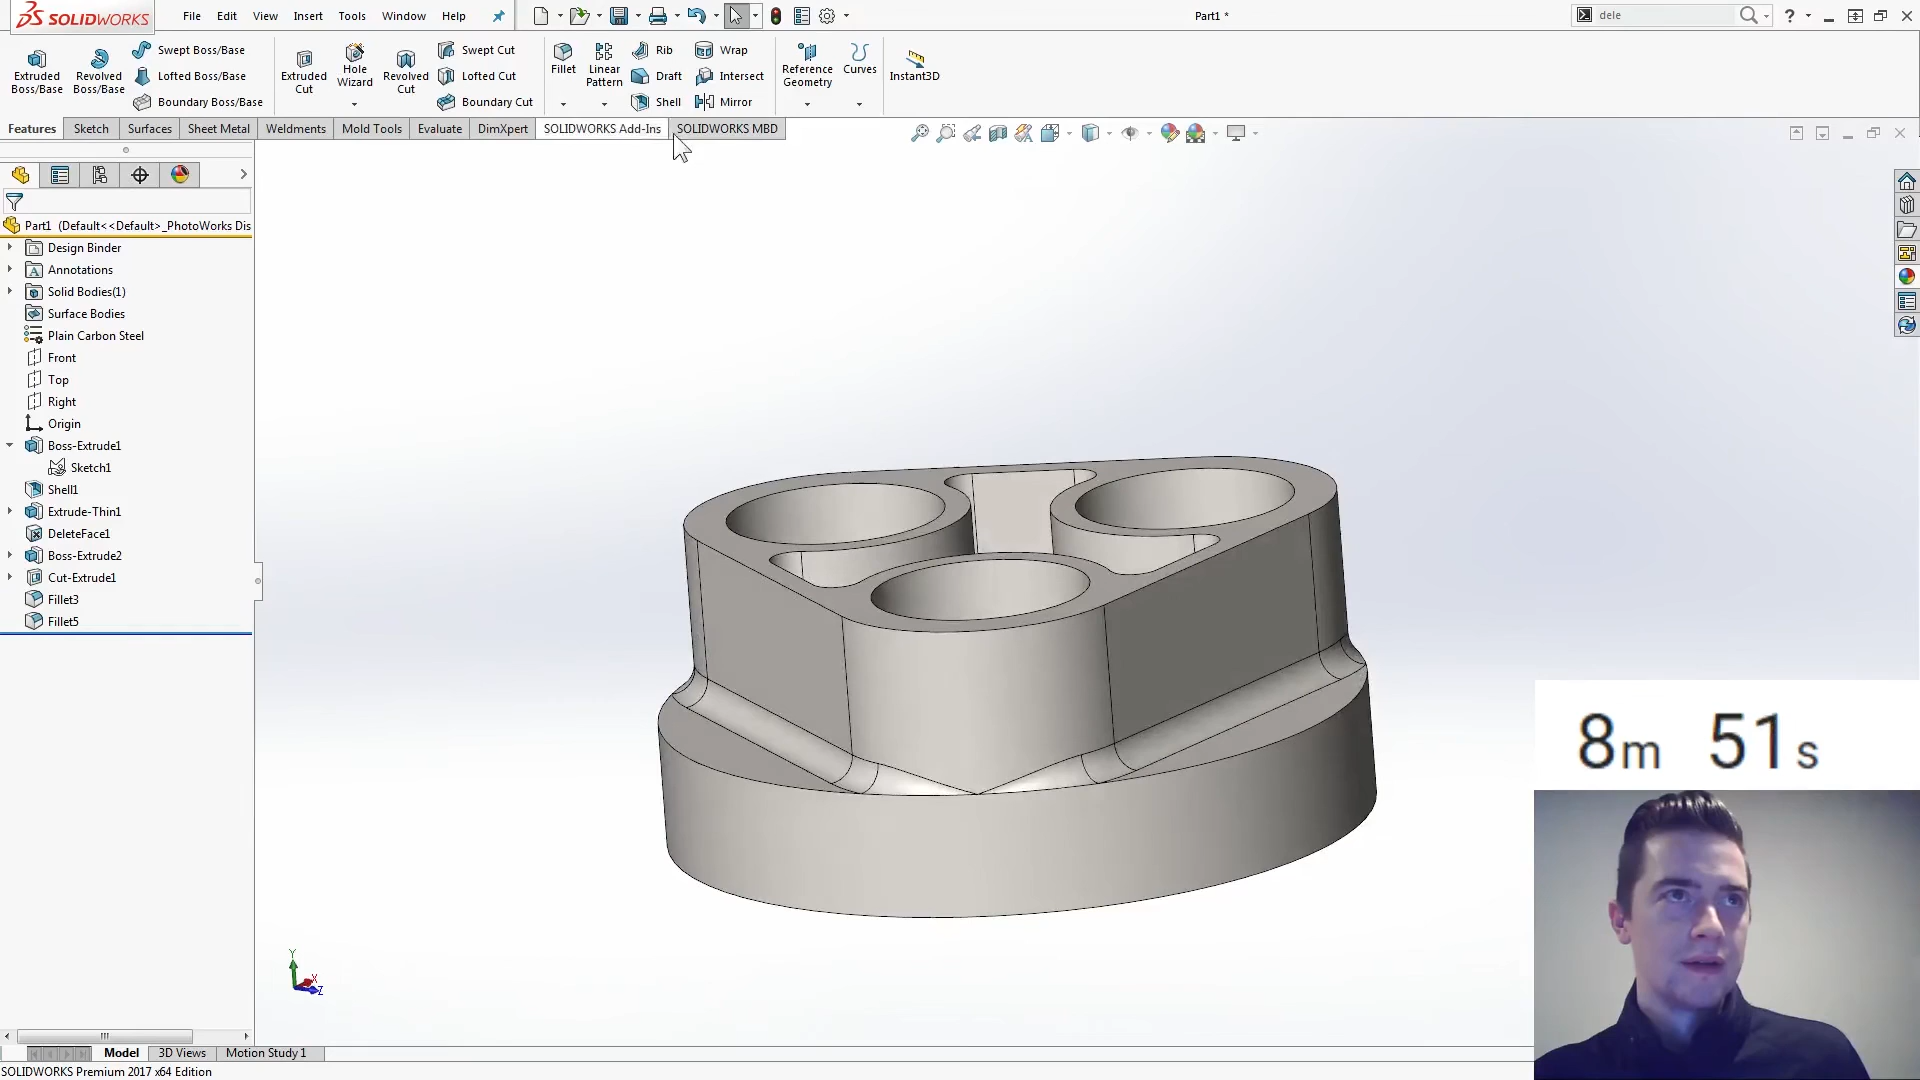 SOLIDWORKS File Edit View Insert Tools Window Help Part1 * dele ?
Extruded Boss/Base Revolved Boss/Base Swept Boss/Base Lofted Boss/Base Boundary Boss/Base Extruded Cut Hole Wizard Revolved Cut Swept Cut Lofted Cut Boundary Cut Fillet Linear Pattern Rib Draft Shell Wrap Intersect Mirror Reference Geometry Curves Instant3D
Features Sketch Surfaces Sheet Metal Weldments Mold Tools Evaluate DimXpert SOLIDWORKS Add-Ins SOLIDWORKS MBD
Part1 (Default<<Default>_PhotoWorks Dis
Design Binder
Annotations
Solid Bodies(1)
Surface Bodies
Plain Carbon Steel
Front
Top
Right
Origin
Boss-Extrude1
Sketch1
Shell1
Extrude-Thin1
DeleteFace1
Boss-Extrude2
Cut-Extrude1
Fillet3
Fillet5
8m 51s
Y
X
Z
Model 3D Views Motion Study 1
SOLIDWORKS Premium 2017 x64 Edition